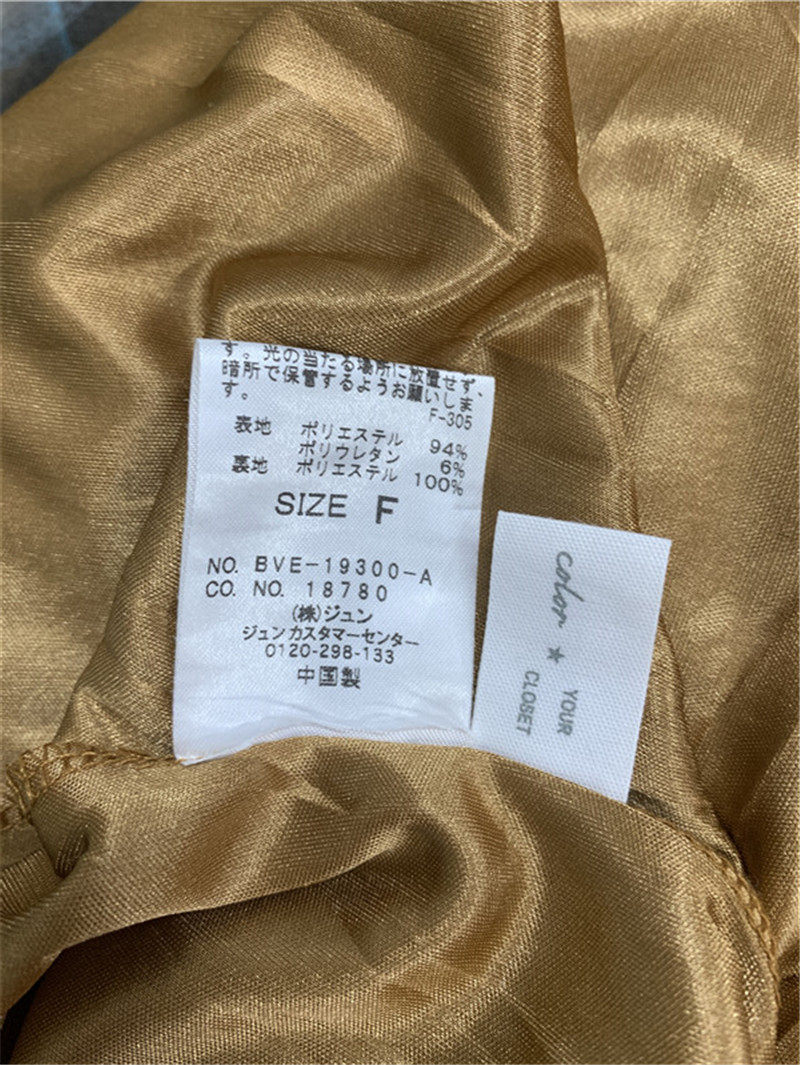 す。光の当たる場所に放置せず、
暗所で保管するようお願いしま
す。
F-305
表地 ポリエステル 94%
ポリウレタン 6%
裏地 ポリエステル 100%
SIZE F
NO. BVE-19300-A
CO. NO. 18780
(株)ジュン
ジュンカスタマーセンター
0120-298-133
中国製
color ★ YOUR
CLOSET